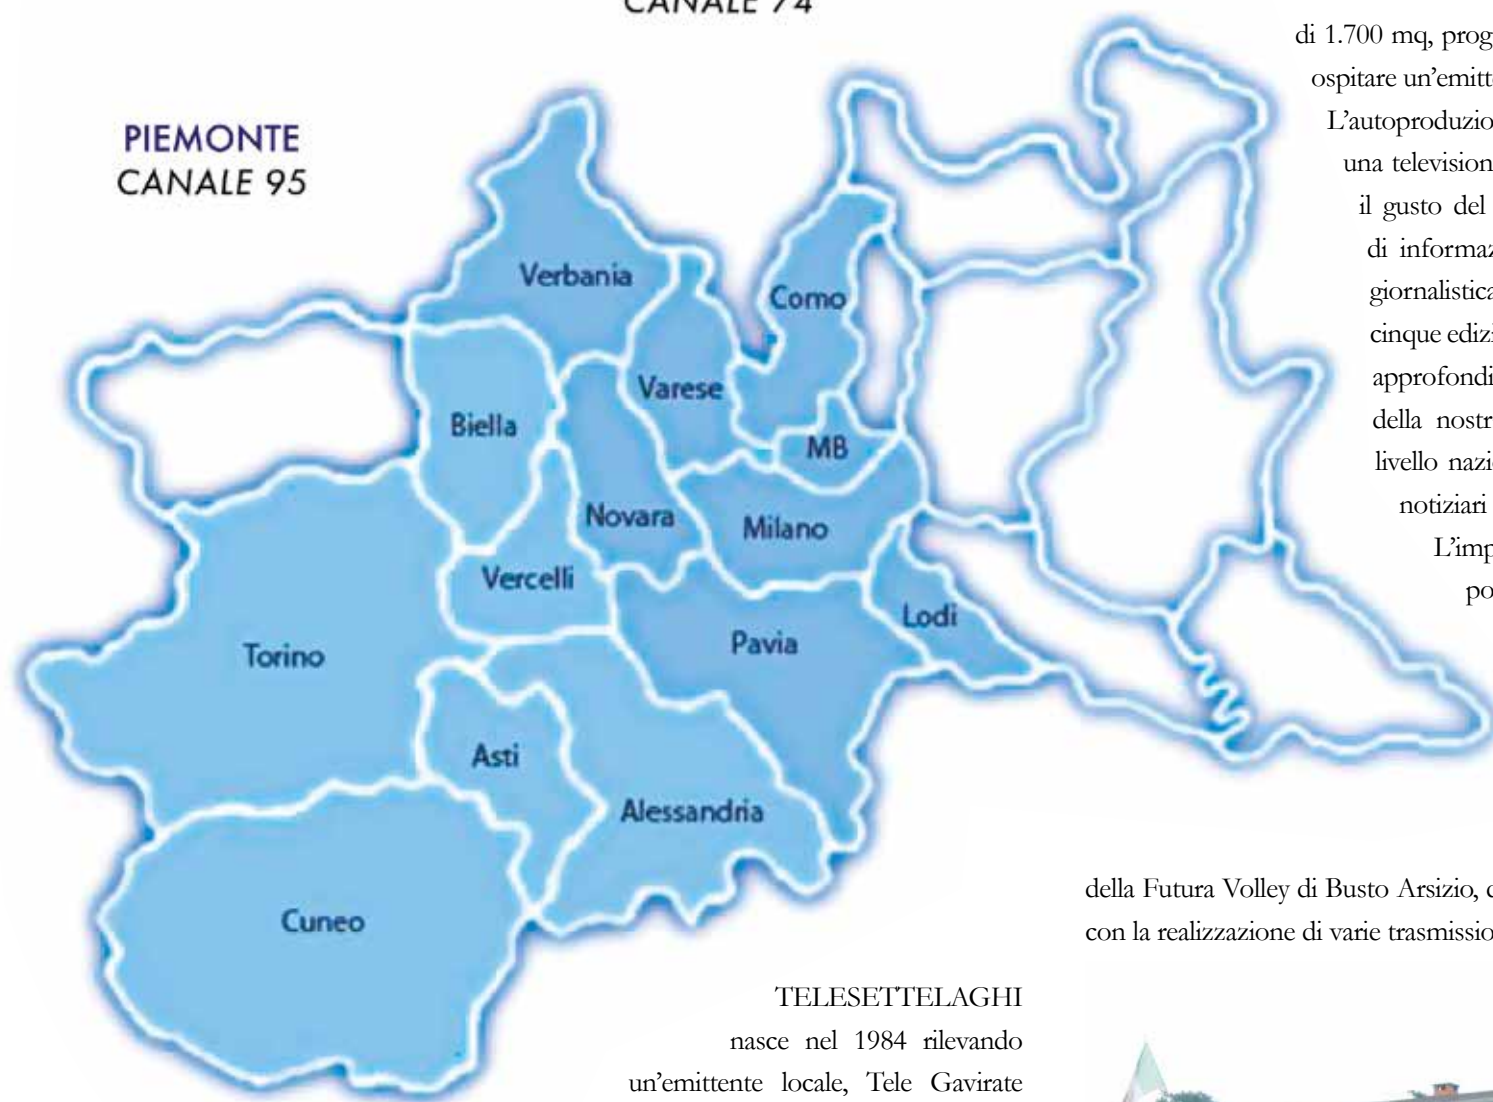 CANALE 74
PIEMONTE
CANALE 95
Verbania
Como
Varese
Biella
MB
Novara
Milano
Vercelli
Lodi
Torino
Pavia
Asti
Alessandria
Cuneo
di 1.700 mq, prog
ospitare un'emitt
L'autoproduzio
una television
il gusto del
di informaz
giornalistica
cinque edizi
approfondi
della nostr
livello nazi
notiziari
L'imp
po
TELESETTELAGHI
nasce nel 1984 rilevando
un'emittente locale, Tele Gavirate
della Futura Volley di Busto Arsizio,
con la realizzazione di varie trasmissio